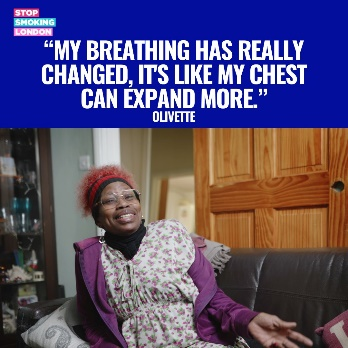 STOP
SMOKING
LONDON
“MY BREATHING HAS REALLY
CHANGED, IT'S LIKE MY CHEST
CAN EXPAND MORE.”
OLIVETTE